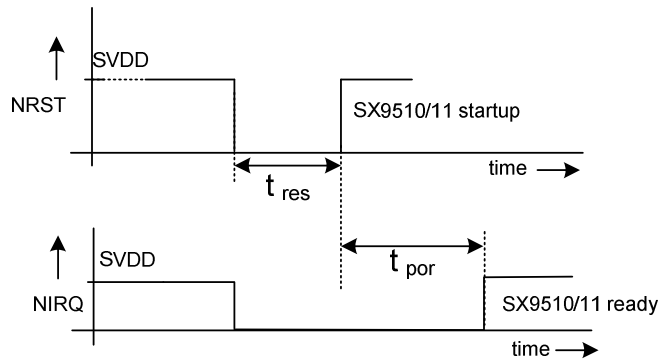 SVDD
NRST
SX9510/11 startup
time
t res
t por
SVDD
NIRQ
SX9510/11 ready
time